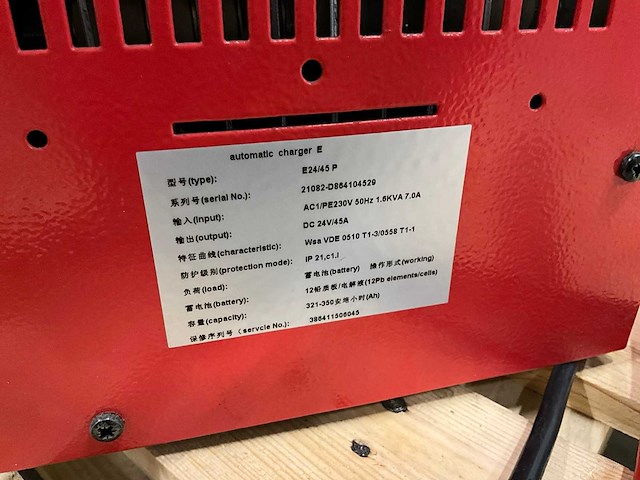 automatic charger E
型号(type): E24/45 P
系列号(serial No.): 21082-D864104529
输入(input): AC1/PE230V 50Hz 1.6KVA 7.0A
输出(output): DC 24V/45A
特征曲线(characteristic): Wsa VDE 0510 T1-3/0558 T1-1
防护级别(protection mode): IP 21,c1.I
负荷(load): 蓄电池(battery) 操作形式(working)
蓄电池(battery): 12铅质板/电解液(12Pb elements/cells)
容量(capacity): 321-350安培小时(Ah)
保修序列号(servcie No.): 386411506045